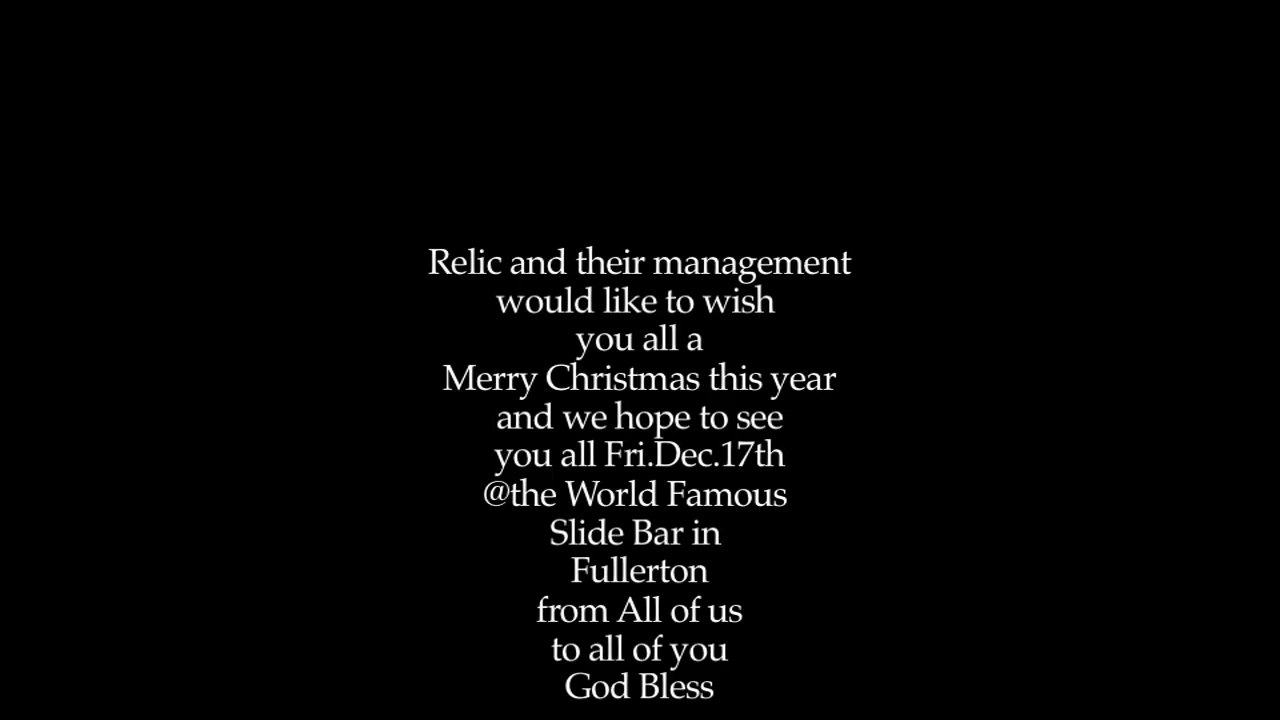 Relic and their management
would like to wish
you all a
Merry Christmas this year
and we hope to see
you all Fri.Dec.17th
@the World Famous
Slide Bar in
Fullerton
from All of us
to all of you
God Bless